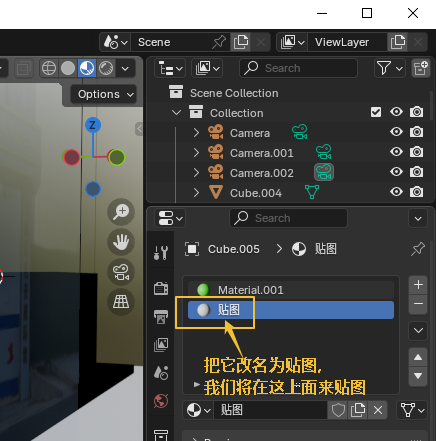 Scene
ViewLayer
Search
Options
Scene Collection
Collection
Z
Camera
Camera.001
Camera.002
Cube.004
Search
Cube.005 > 贴图
Material.001
贴图
把它改名为贴图,
我们将在这上面来贴图
贴图